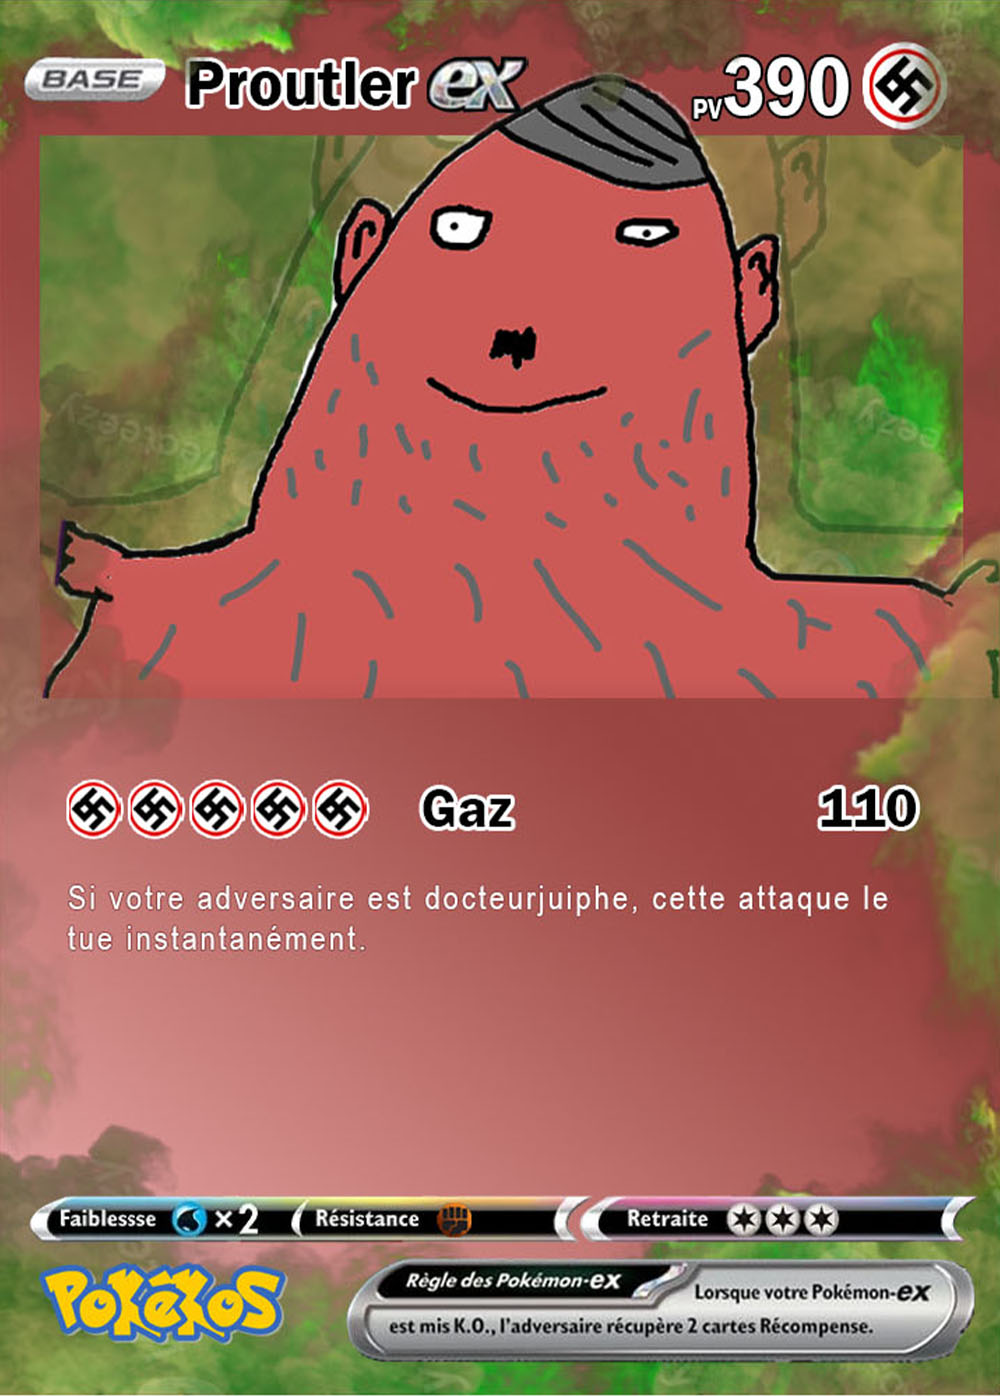 BASE Proutler ex PV390
Gaz 110
Si votre adversaire est docteurjuiphe, cette attaque le
tue instantanément.
Faiblessse ×2 Résistance Retraite
PoKéKoS
Règle des Pokémon-ex Lorsque votre Pokémon-ex
est mis K.O., l'adversaire récupère 2 cartes Récompense.